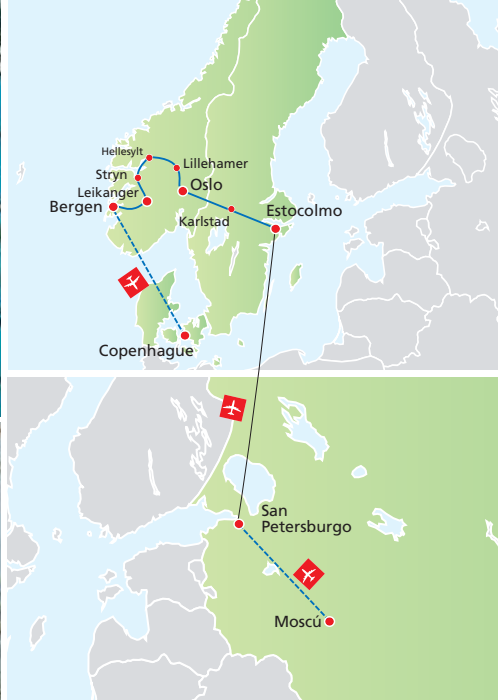 Hellesylt
Lillehamer
Stryn
Oslo
Leikanger
Bergen
Estocolmo
Karlstad
Copenhague
San
Petersburgo
Moscú